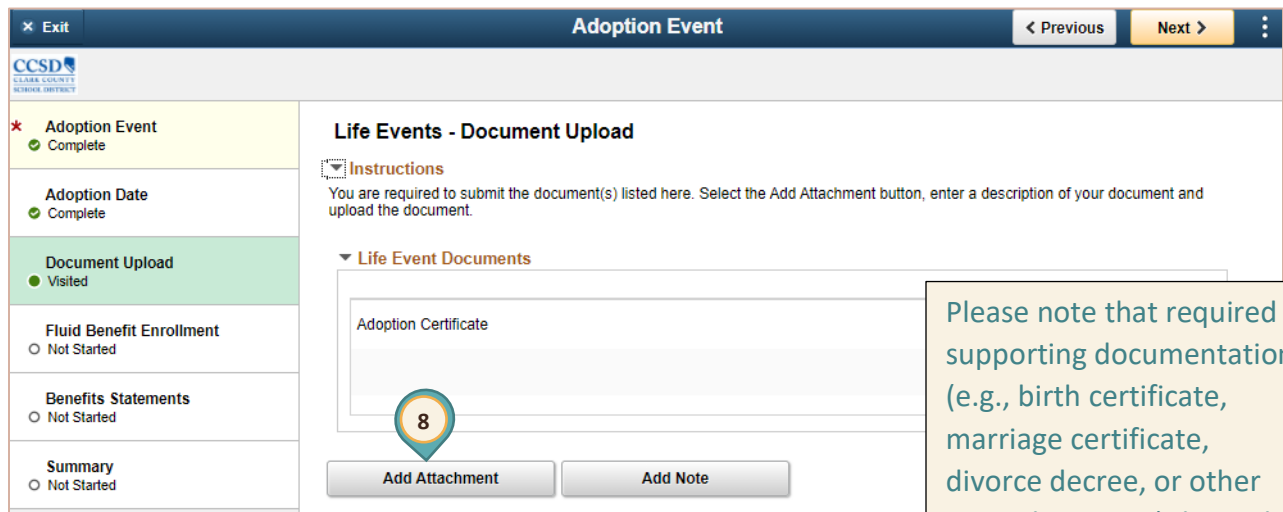 × Exit
Adoption Event
< Previous
Next >
CCSD
CLARK COUNTY
SCHOOL DISTRICT
* Adoption Event
Complete
Adoption Date
Complete
Document Upload
Visited
Fluid Benefit Enrollment
Not Started
Benefits Statements
Not Started
Summary
Not Started
Life Events - Document Upload
Instructions
You are required to submit the document(s) listed here. Select the Add Attachment button, enter a description of your document and
upload the document.
Life Event Documents
Adoption Certificate
8
Add Attachment
Add Note
Please note that required
supporting documentation
(e.g., birth certificate,
marriage certificate,
divorce decree, or other